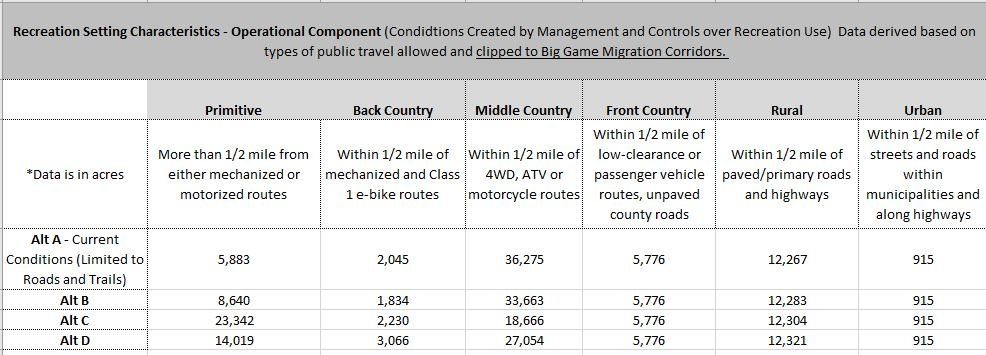 Recreation Setting Characteristics - Operational Component (Condidtions Created by Management and Controls over Recreation Use)  Data derived based on
types of public travel allowed and clipped to Big Game Migration Corridors.
Primitive Back Country Middle Country Front Country Rural Urban
*Data is in acres
More than 1/2 mile from
either mechanized or
motorized routes
Within 1/2 mile of
mechanized and Class
1 e-bike routes
Within 1/2 mile of
4WD, ATV or
motorcycle routes
Within 1/2 mile of
low-clearance or
passenger vehicle
routes, unpaved
county roads
Within 1/2 mile of
paved/primary roads
and highways
Within 1/2 mile of
streets and roads
within
municipalities and
along highways
Alt A - Current
Conditions (Limited to
Roads and Trails)
5,883 2,045 36,275 5,776 12,267 915
Alt B 8,640 1,834 33,663 5,776 12,283 915
Alt C 23,342 2,230 18,666 5,776 12,304 915
Alt D 14,019 3,066 27,054 5,776 12,321 915